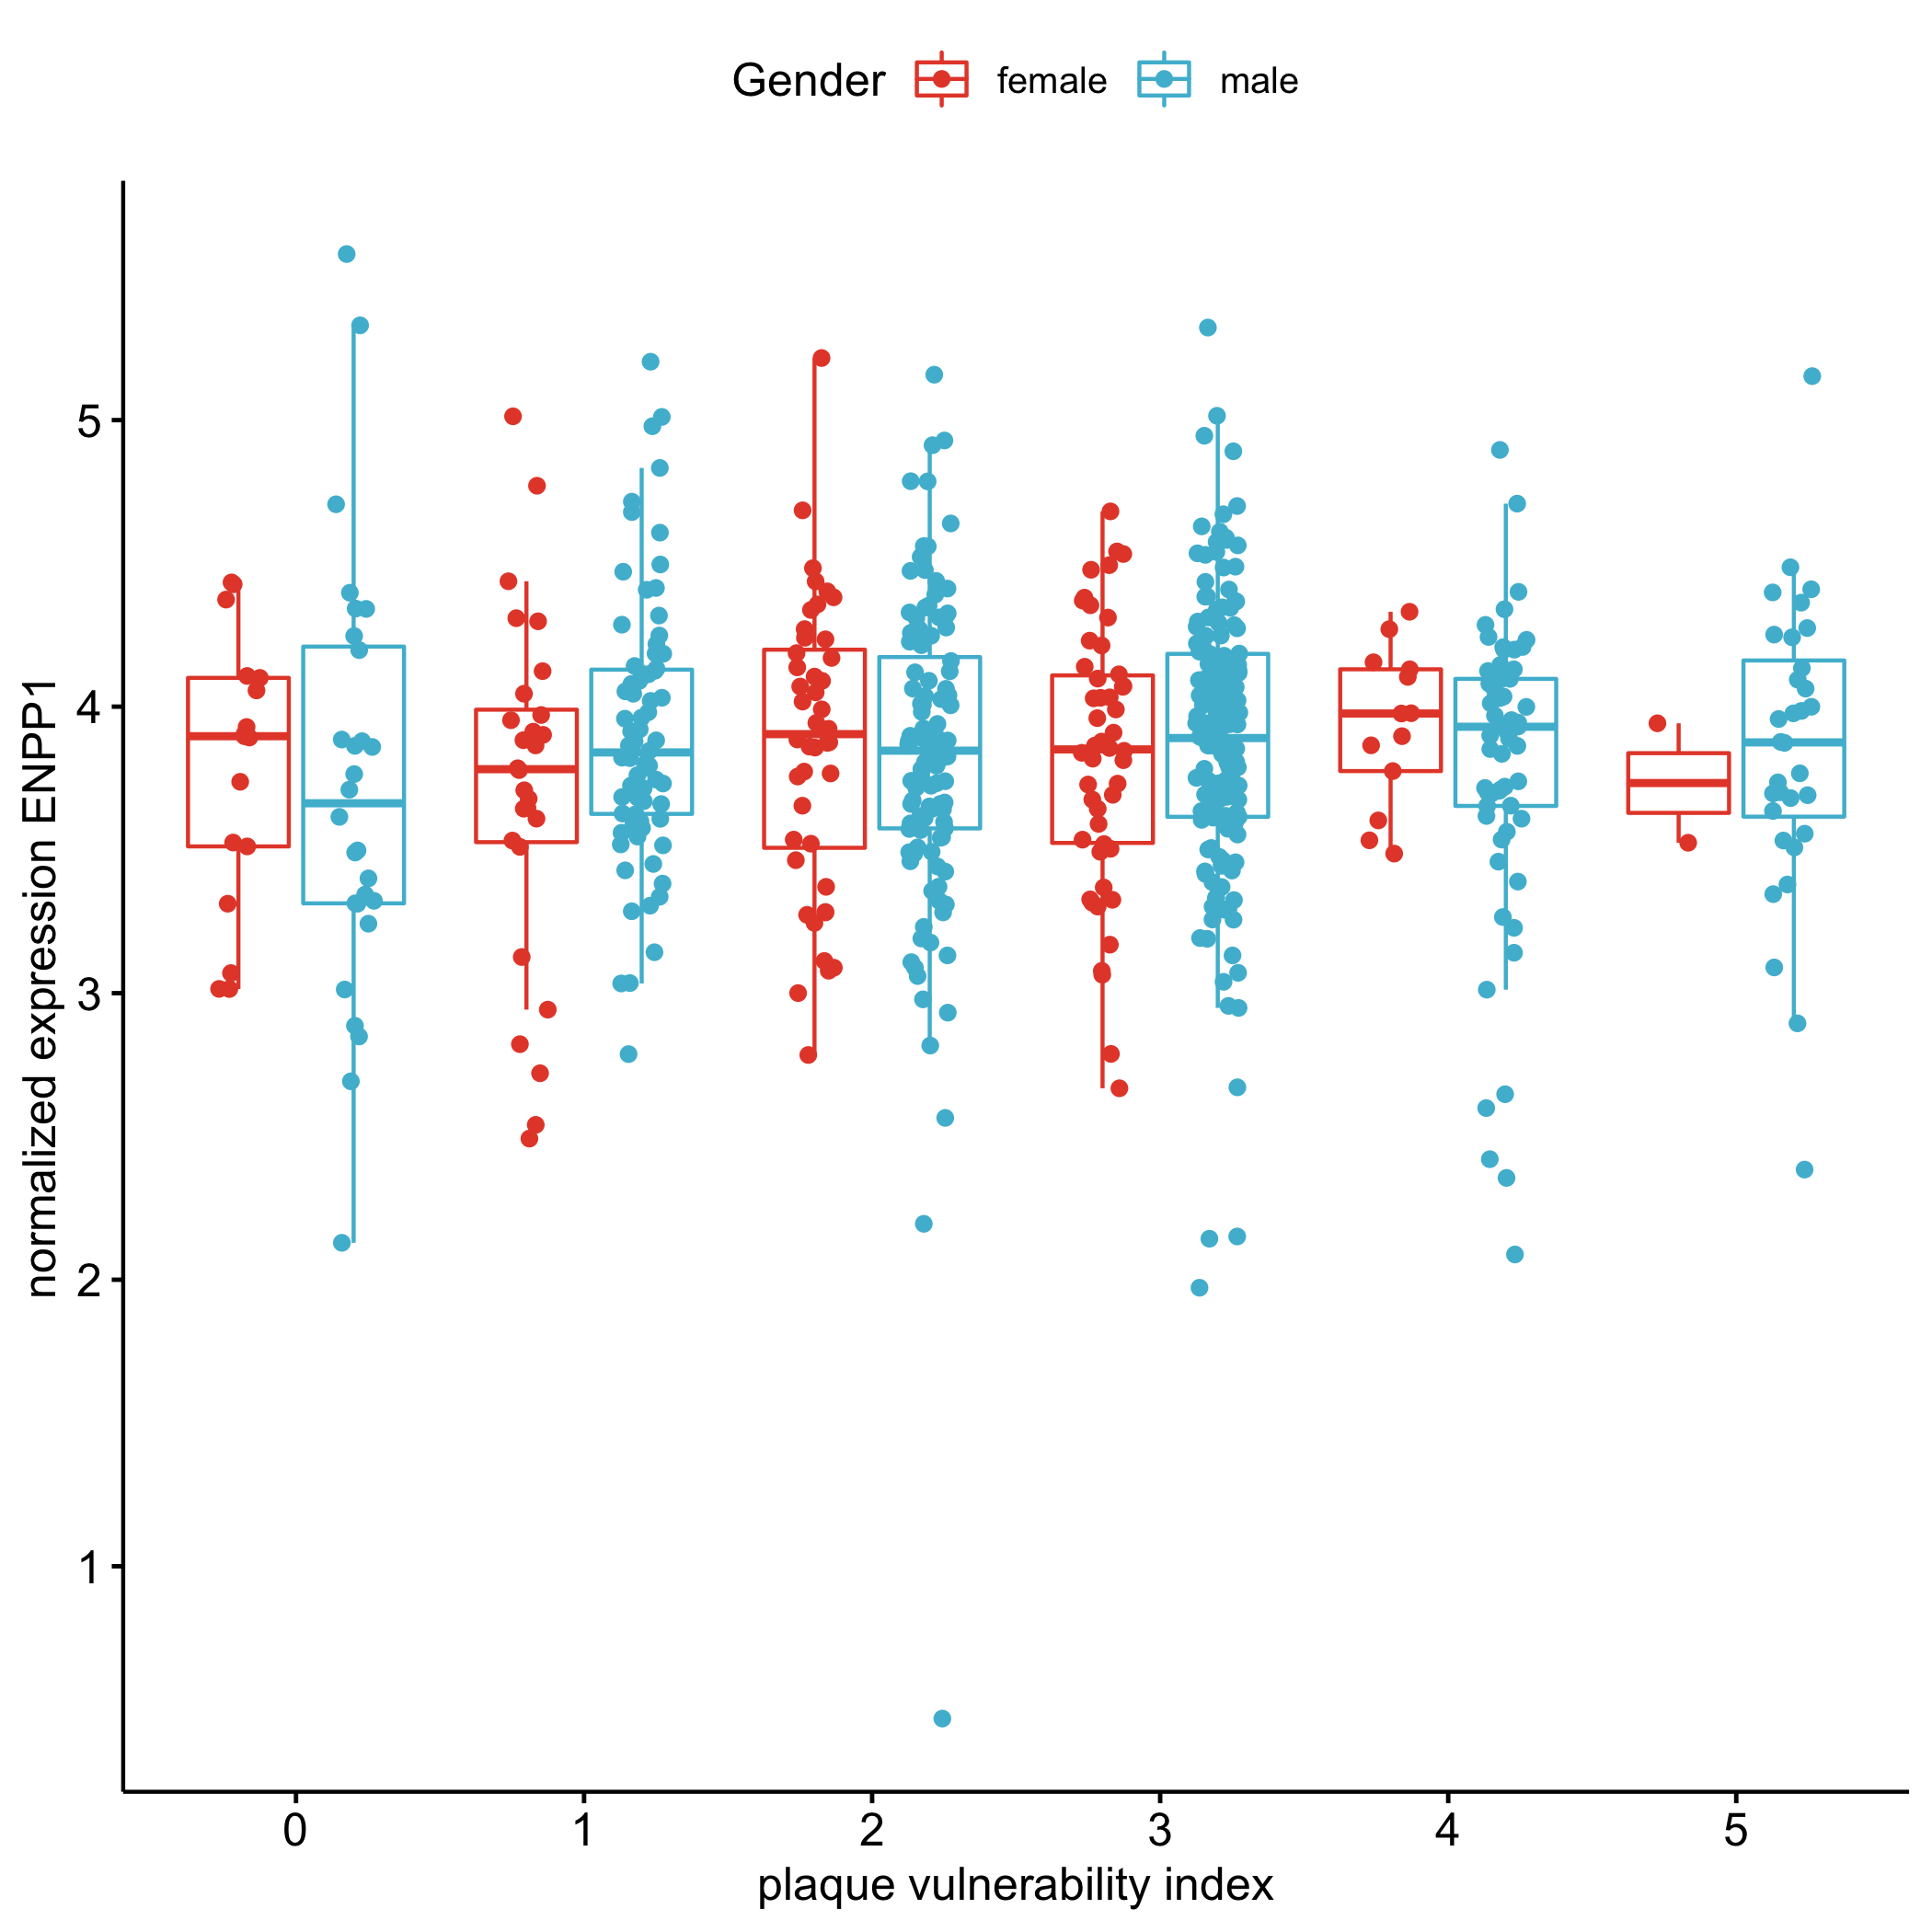 Gender female male
normalized expression ENPP1
5
4
3
2
1
0 1 2 3 4 5
plaque vulnerability index